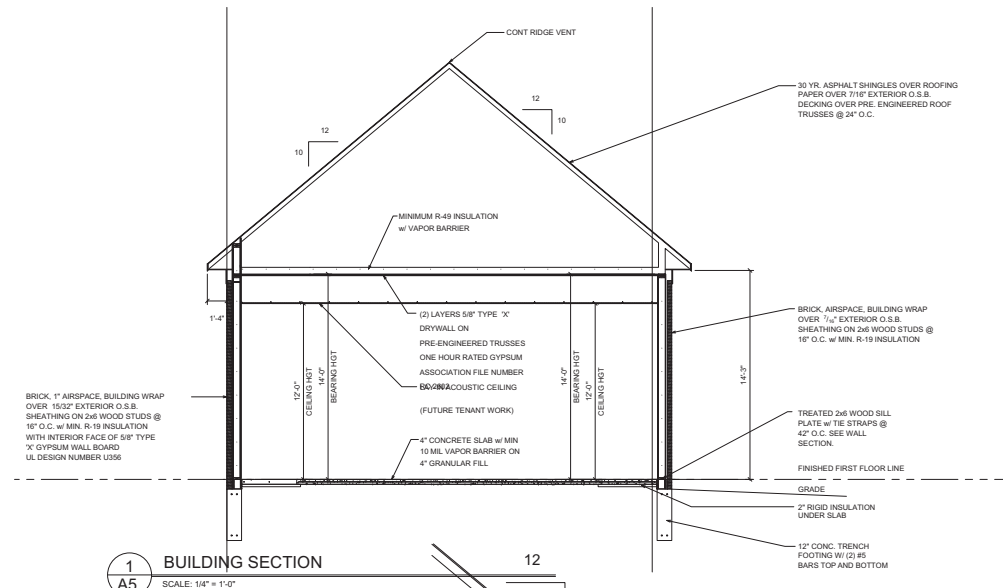 CONT RIDGE VENT
30 YR. ASPHALT SHINGLES OVER ROOFING
PAPER OVER 7/16" EXTERIOR O.S.B.
DECKING OVER PRE. ENGINEERED ROOF
TRUSSES @ 24" O.C.
12
10
12
10
MINIMUM R-49 INSULATION
w/ VAPOR BARRIER
1'-4"
(2) LAYERS 5/8" TYPE 'X'
DRYWALL ON
PRE-ENGINEERED TRUSSES
ONE HOUR RATED GYPSUM
ASSOCIATION FILE NUMBER
ACOUSTIC CEILING
(FUTURE TENANT WORK)
12'-0"
CEILING HGT
14'-0"
BEARING HGT
14'-0"
BEARING HGT
12'-0"
CEILING HGT
14'-3"
BRICK, AIRSPACE, BUILDING WRAP
OVER 7/16" EXTERIOR O.S.B.
SHEATHING ON 2x6 WOOD STUDS @
16" O.C. w/ MIN. R-19 INSULATION
BRICK, 1" AIRSPACE, BUILDING WRAP
OVER 15/32" EXTERIOR O.S.B.
SHEATHING ON 2x6 WOOD STUDS @
16" O.C. w/ MIN. R-19 INSULATION
WITH INTERIOR FACE OF 5/8" TYPE
'X' GYPSUM WALL BOARD
UL DESIGN NUMBER U356
4" CONCRETE SLAB w/ MIN
10 MIL VAPOR BARRIER ON
4" GRANULAR FILL
TREATED 2x6 WOOD SILL
PLATE w/ TIE STRAPS @
42" O.C. SEE WALL
SECTION.
FINISHED FIRST FLOOR LINE
GRADE
2" RIGID INSULATION
UNDER SLAB
12" CONC. TRENCH
FOOTING W/ (2) #5
BARS TOP AND BOTTOM
1
A5
BUILDING SECTION
SCALE: 1/4" = 1'-0"
12